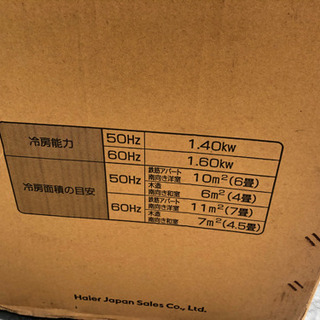 冷房能力 50Hz 1.40kw
60Hz 1.60kw
冷房面積の目安 50Hz 鉄筋アパート南向き洋室 10m²(6畳)
木造南向き和室 6m²(4畳)
60Hz 鉄筋アパート南向き洋室 11m²(7畳)
木造南向き和室 7m²(4.5畳)
Haier Japan Sales Co., Ltd.